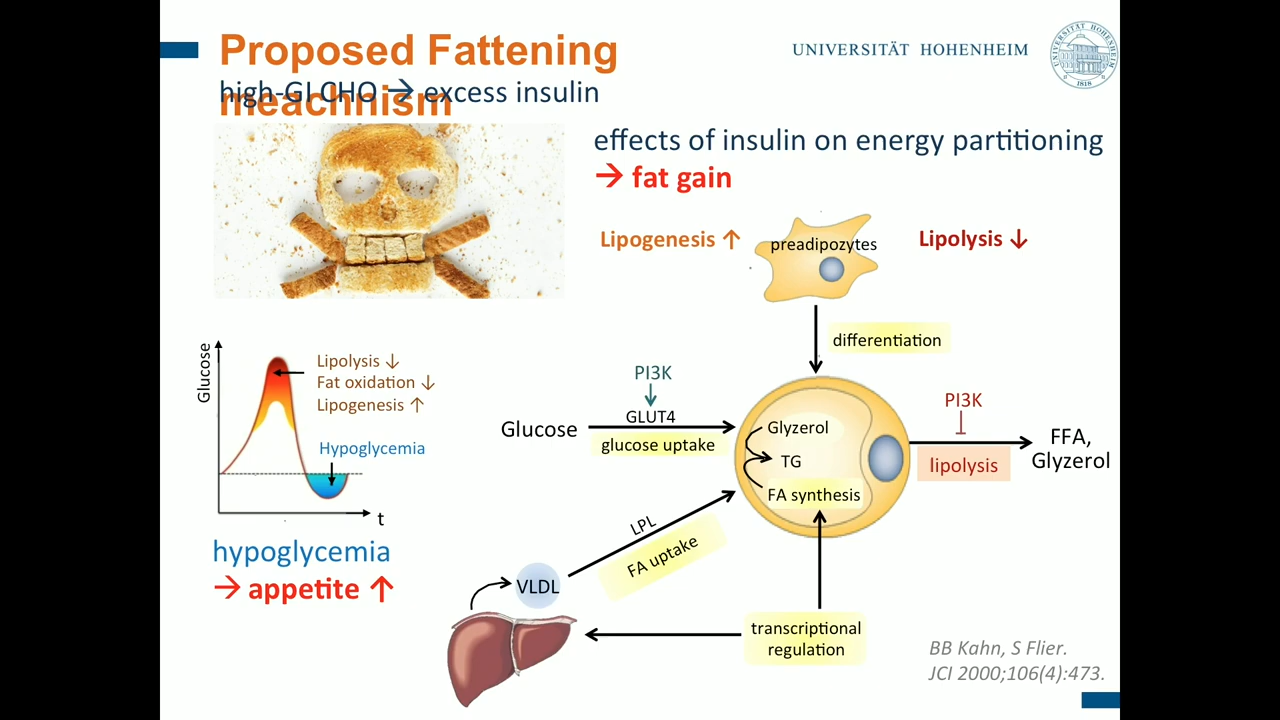 Proposed Fattening
meachnism
high-GI CHO → excess insulin
UNIVERSITÄT HOHENHEIM
1818
effects of insulin on energy partitioning
→ fat gain
Lipogenesis ↑
preadipozytes
Lipolysis ↓
differentiation
Glucose
Lipolysis ↓
Fat oxidation ↓
Lipogenesis ↑
Hypoglycemia
t
hypoglycemia
→ appetite ↑
PI3K
GLUT4
Glucose
glucose uptake
Glyzerol
TG
FA synthesis
PI3K
lipolysis
FFA,
Glyzerol
LPL
FA uptake
VLDL
transcriptional
regulation
BB Kahn, S Flier.
JCI 2000;106(4):473.